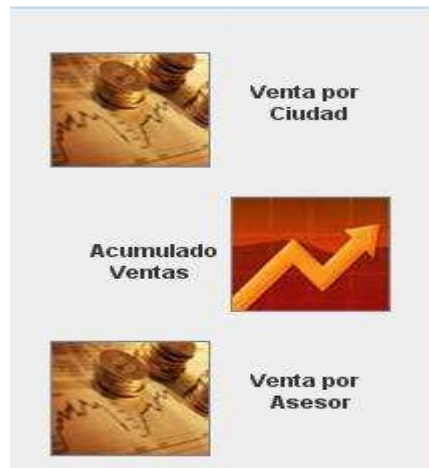 Venta por
Ciudad
Acumulado
Ventas
Venta por
Asesor